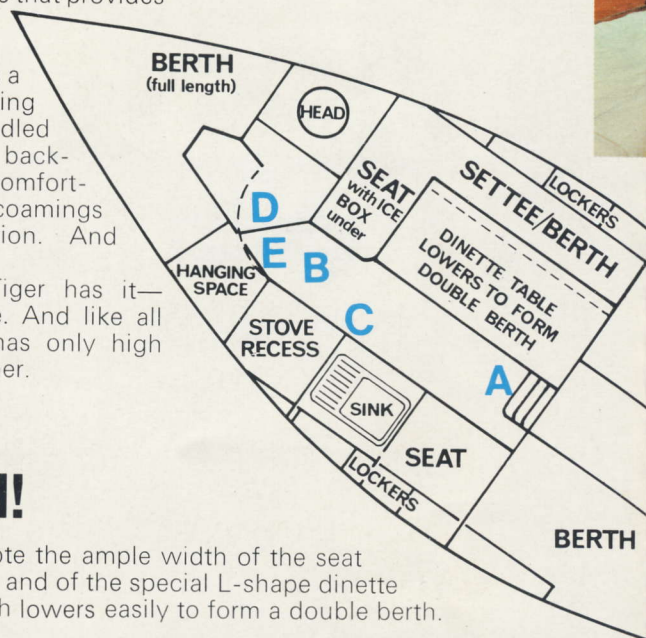 that provides
a
ing
dled
back-
omfort-
coamings
ion. And
iger has it—
e. And like all
has only high
er.
!
ote the ample width of the seat
and of the special L-shape dinette
h lowers easily to form a double berth.
BERTH
(full length)
HEAD
SEAT
with ICE
BOX
under
SETTEE/BERTH
LOCKERS
DINETTE TABLE
LOWERS TO FORM
DOUBLE BERTH
D
E
B
C
A
HANGING
SPACE
STOVE
RECESS
SINK
SEAT
LOCKERS
BERTH